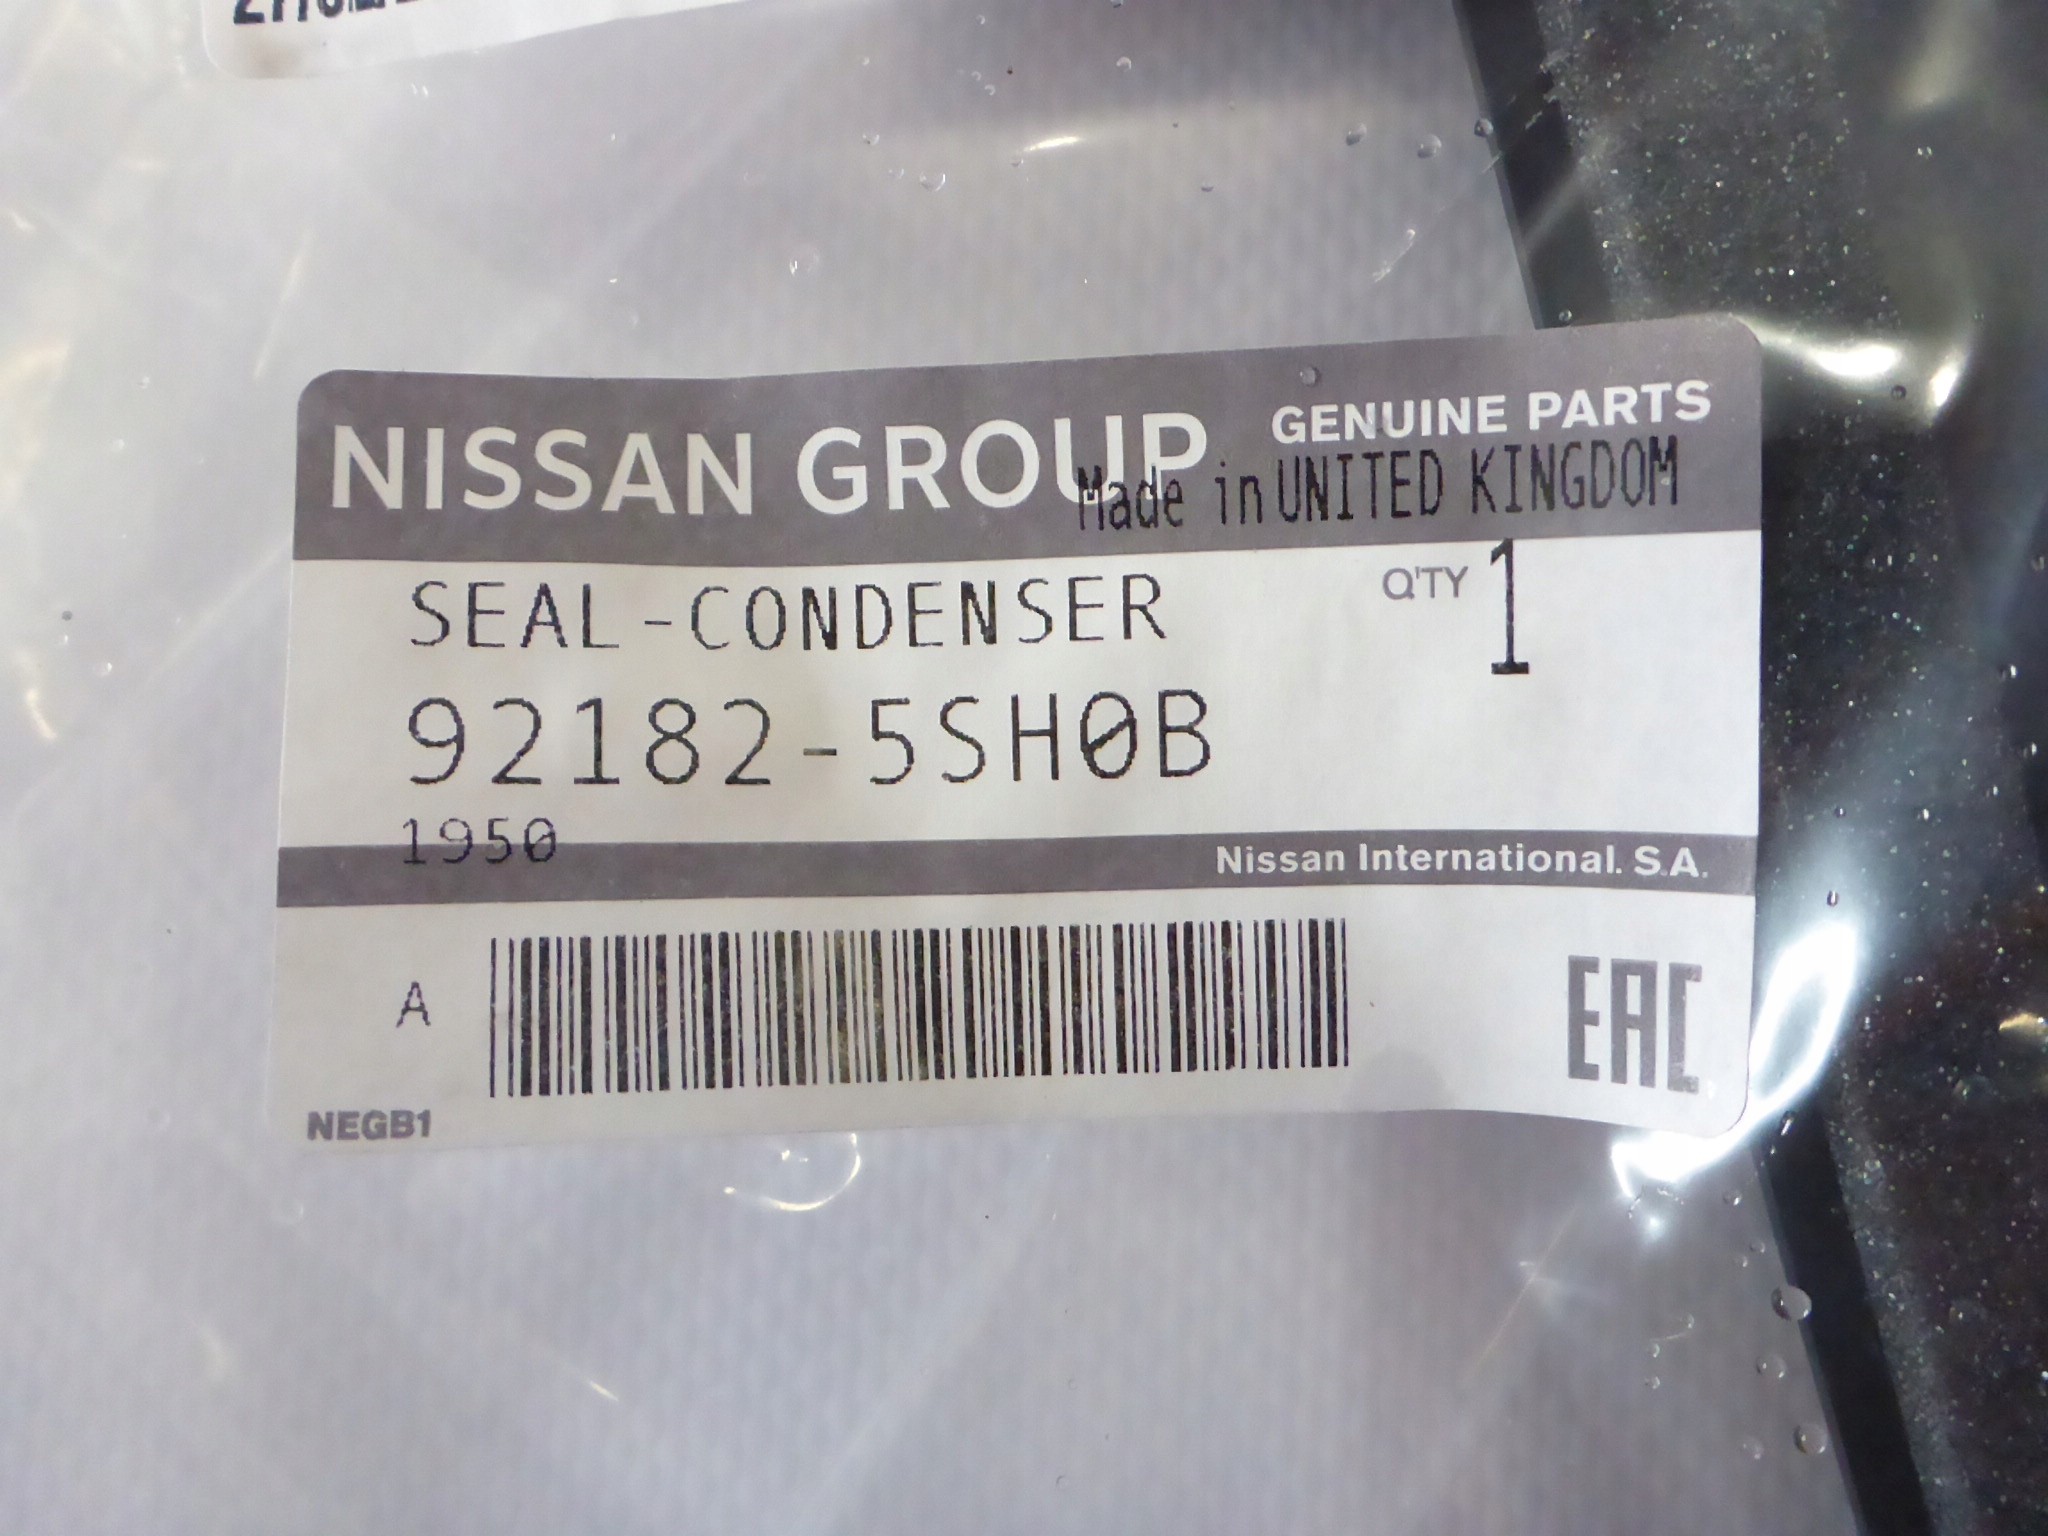 NISSAN GROUP GENUINE PARTS
Made in UNITED KINGDOM
SEAL-CONDENSER Q'TY 1
92182-5SH0B
1950
Nissan International. S.A.
A
EAC
NEGB1